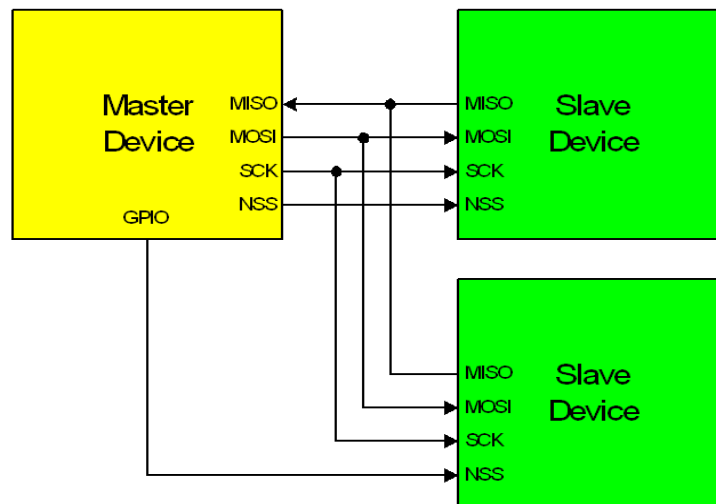 Master
Device
MISO
MOSI
SCK
NSS
GPIO
MISO
MOSI
SCK
NSS
Slave
Device
MISO
MOSI
SCK
NSS
Slave
Device